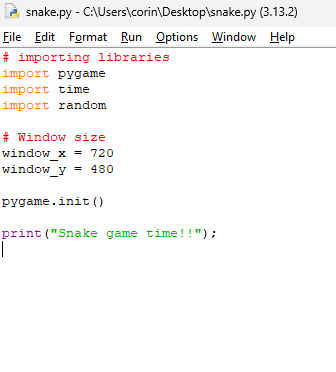 snake.py - C:\Users\corin\Desktop\snake.py (3.13.2)
File Edit Format Run Options Window Help
# importing libraries
import pygame
import time
import random
# Window size
window_x = 720
window_y = 480
pygame.init()
print("Snake game time!!");